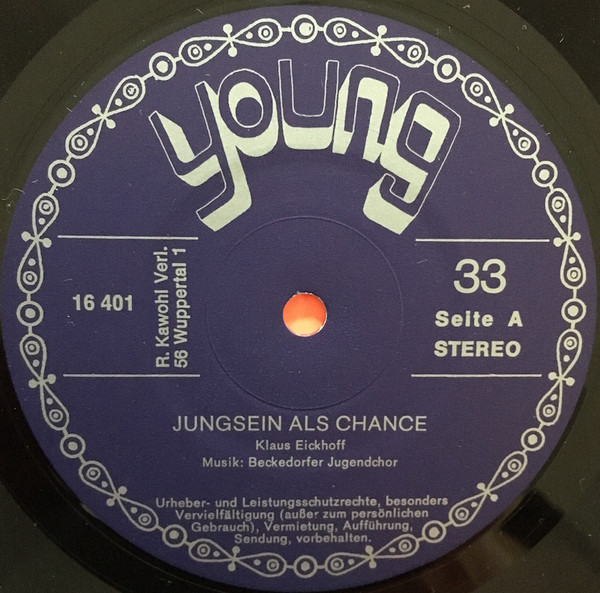 young
16 401
R. Kawohl Verl.
56 Wuppertal 1
33
Seite A
STEREO
JUNGSEIN ALS CHANCE
Klaus Eickhoff
Musik: Beckedorfer Jugendchor
Urheber- und Leistungsschutzrechte, besonders
Vervielfältigung (außer zum persönlichen
Gebrauch), Vermietung, Aufführung,
Sendung, vorbehalten.